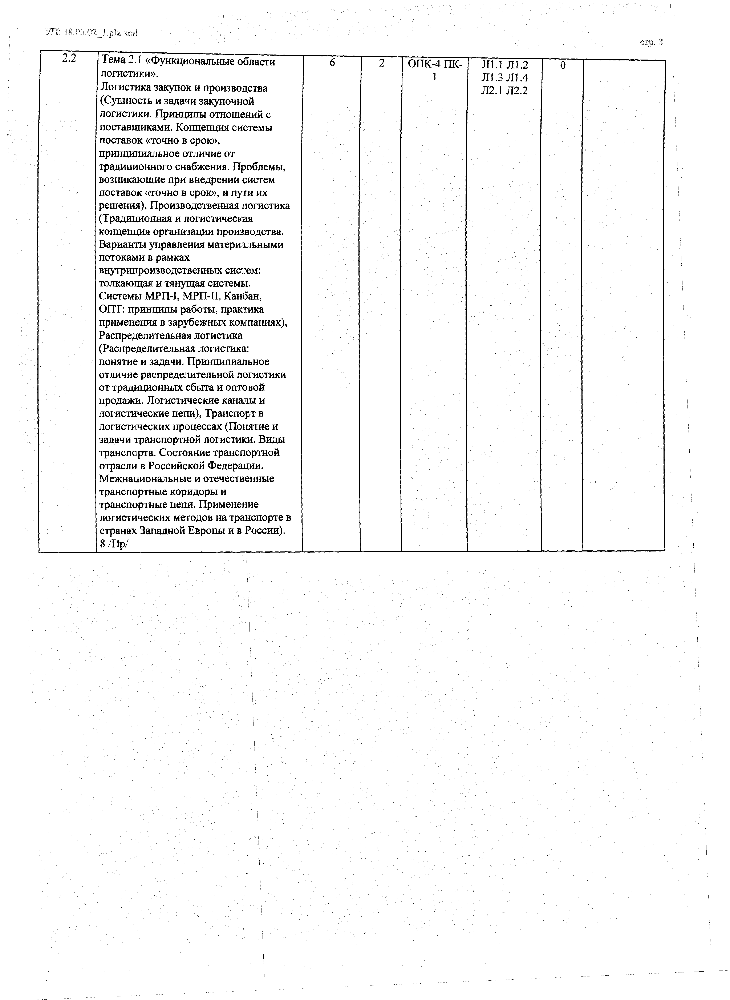 УП: 38.05.02_1.plz.xml
стр. 8
2.2
Тема 2.1 «Функциональные области
логистики».
Логистика закупок и производства
(Сущность и задачи закупочной
логистики. Принципы отношений с
поставщиками. Концепция системы
поставок «точно в срок»,
принципиальное отличие от
традиционного снабжения. Проблемы,
возникающие при внедрении систем
поставок «точно в срок», и пути их
решения), Производственная логистика
(Традиционная и логистическая
концепция организации производства.
Варианты управления материальными
потоками в рамках
внутрипроизводственных систем:
толкающая и тянущая системы.
Системы МРП-I, МРП-II, Канбан,
ОПТ: принципы работы, практика
применения в зарубежных компаниях),
Распределительная логистика
(Распределительная логистика:
понятие и задачи. Принципиальное
отличие распределительной логистики
от традиционных сбыта и оптовой
продажи. Логистические каналы и
логистические цепи), Транспорт в
логистических процессах (Понятие и
задачи транспортной логистики. Виды
транспорта. Состояние транспортной
отрасли в Российской Федерации.
Межнациональные и отечественные
транспортные коридоры и
транспортные цепи. Применение
логистических методов на транспорте в
странах Западной Европы и в России).
8 /Пр/
6
2
ОПК-4 ПК-
1
Л1.1 Л1.2
Л1.3 Л1.4
Л2.1 Л2.2
0